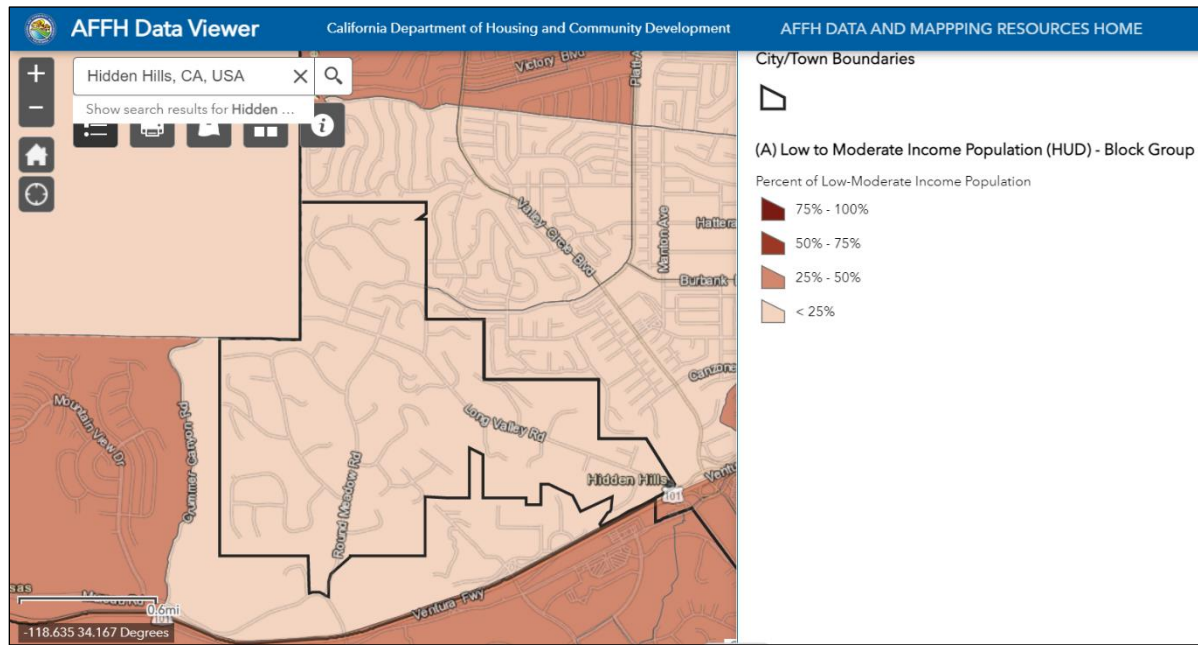 AFFH Data Viewer
California Department of Housing and Community Development
AFFH DATA AND MAPPPING RESOURCES HOME
Hidden Hills, CA, USA
Show search results for Hidden ...
City/Town Boundaries
(A) Low to Moderate Income Population (HUD) - Block Group
Percent of Low-Moderate Income Population
75% - 100%
50% - 75%
25% - 50%
< 25%
Victory Blvd
Valley Circle Blvd
Manton Ave
Burbank
Long Valley Rd
Mountain View Dr
Crummer Canyon Rd
Round Meadow Rd
Hidden Hills
101
Ventura Fwy
0.6mi
101
-118.635 34.167 Degrees